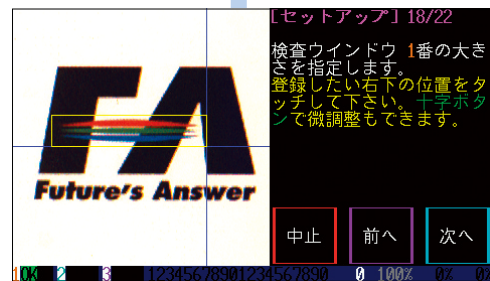 [セットアップ] 18/22
検査ウインドウ 1番の大き
さを指定します。
登録したい右下の位置をタ
ッチして下さい。十字ボタ
ンで微調整もできます。
FA
Future's Answer
中止
前へ
次へ
1OK 2 3 12345678901234567890 0 100% 0% 0%